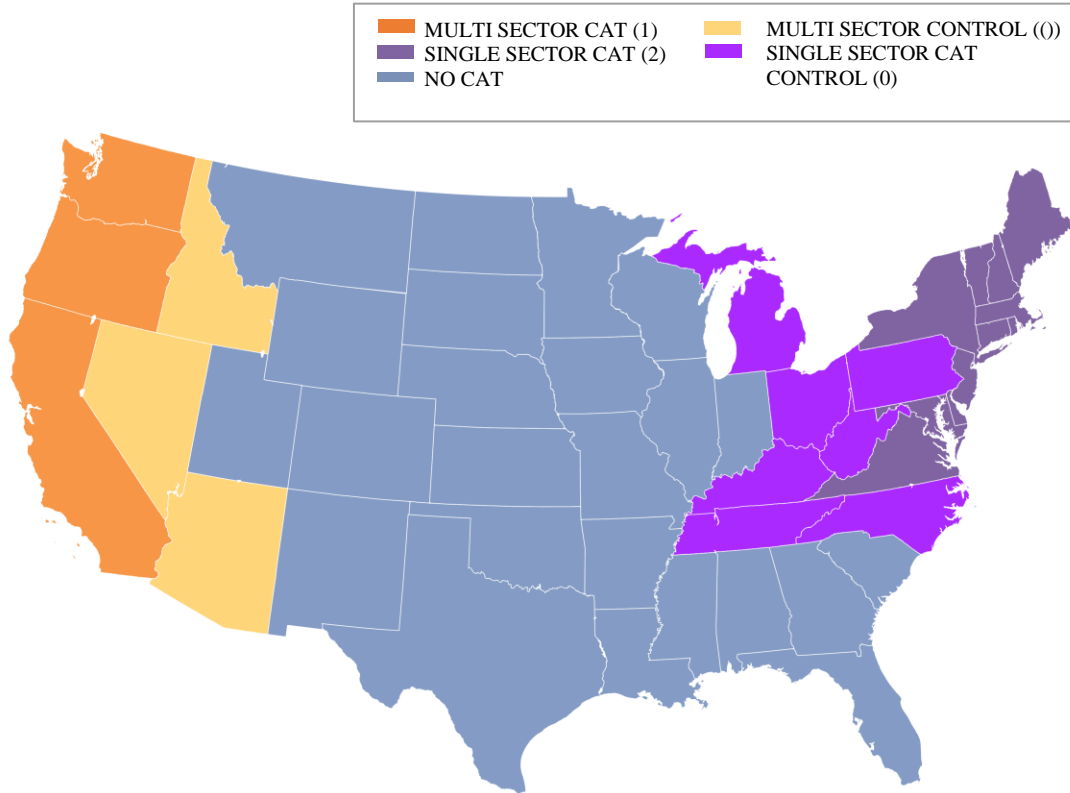 MULTI SECTOR CAT (1)
SINGLE SECTOR CAT (2)
NO CAT
MULTI SECTOR CONTROL (())
SINGLE SECTOR CAT
CONTROL (0)